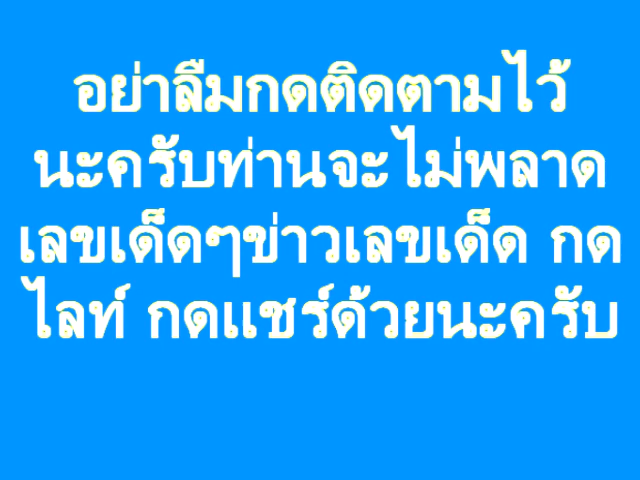 อย่าลืมกดติดตามไว้
นะครับท่านจะไม่พลาด
เลขเด็ดๆข่าวเลขเด็ด กด
ไลท์ กดแชร์ด้วยนะครับ